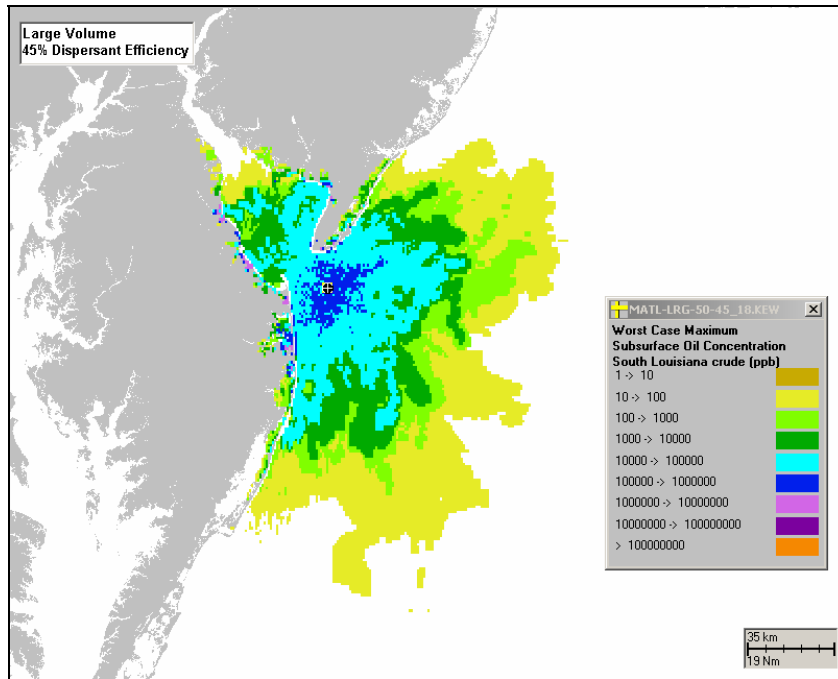 Large Volume
45% Dispersant Efficiency
MATL-LRG-50-45_18.KEW
Worst Case Maximum
Subsurface Oil Concentration
South Louisiana crude (ppb)
1 -> 10
10 -> 100
100 -> 1000
1000 -> 10000
10000 -> 100000
100000 -> 1000000
1000000 -> 10000000
10000000 -> 100000000
> 100000000
35 km
19 Nm